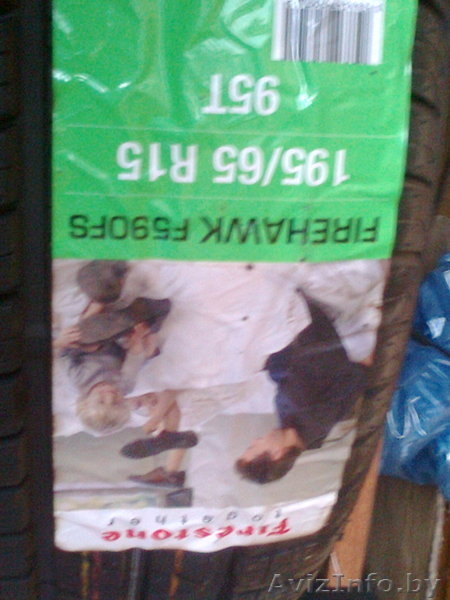 Firestone
together
FIREHAWK F590FS
195/65 R15
95T
AvizInfo.by